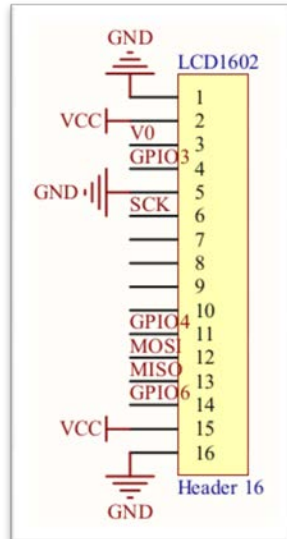 GND
LCD1602
1
VCC 2
V0 3
GPIO3 4
GND 5
SCK 6
7
8
9
10
GPIO4 11
MOSI 12
MISO 13
GPIO6 14
VCC 15
16
Header 16
GND